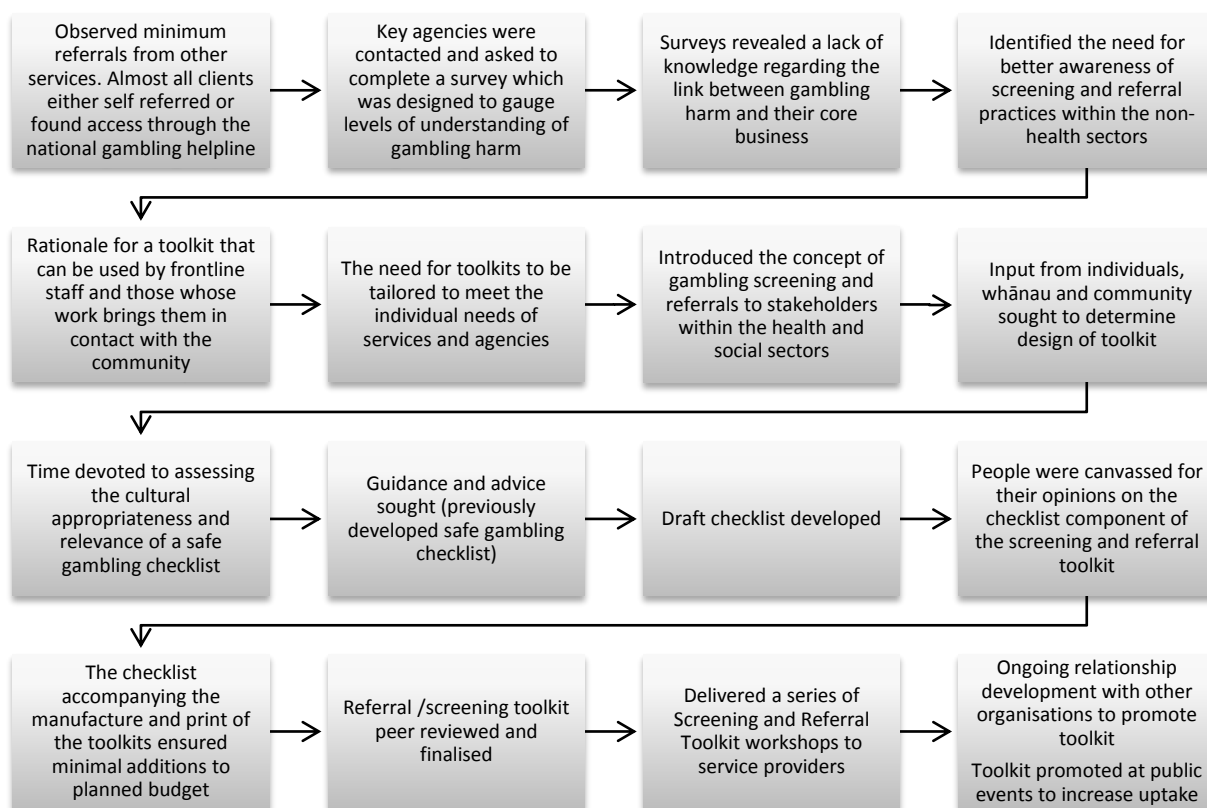 Observed minimum
referrals from other
services. Almost all clients
either self referred or
found access through the
national gambling helpline
Key agencies were
contacted and asked to
complete a survey which
was designed to gauge
levels of understanding of
gambling harm
Surveys revealed a lack of
knowledge regarding the
link between gambling
harm and their core
business
Identified the need for
better awareness of
screening and referral
practices within the non-
health sectors
Rationale for a toolkit that
can be used by frontline
staff and those whose
work brings them in
contact with the
community
The need for toolkits to be
tailored to meet the
individual needs of
services and agencies
Introduced the concept of
gambling screening and
referrals to stakeholders
within the health and
social sectors
Input from individuals,
whānau and community
sought to determine
design of toolkit
Time devoted to assessing
the cultural
appropriateness and
relevance of a safe
gambling checklist
Guidance and advice
sought (previously
developed safe gambling
checklist)
Draft checklist developed
People were canvassed for
their opinions on the
checklist component of
the screening and referral
toolkit
The checklist
accompanying the
manufacture and print of
the toolkits ensured
minimal additions to
planned budget
Referral /screening toolkit
peer reviewed and
finalised
Delivered a series of
Screening and Referral
Toolkit workshops to
service providers
Ongoing relationship
development with other
organisations to promote
toolkit
Toolkit promoted at public
events to increase uptake